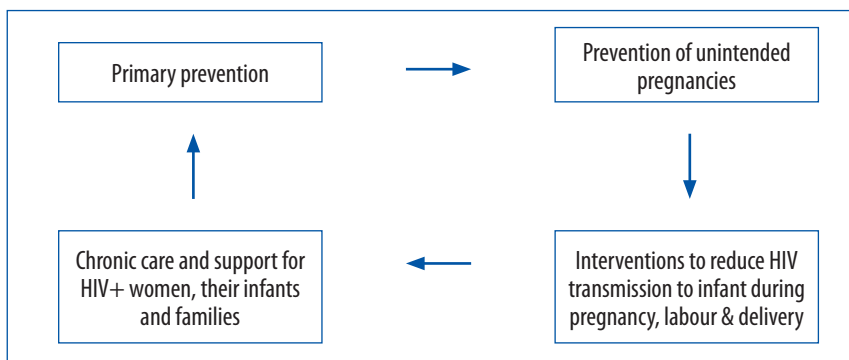 Primary prevention
Prevention of unintended
pregnancies
Chronic care and support for
HIV+ women, their infants
and families
Interventions to reduce HIV
transmission to infant during
pregnancy, labour & delivery